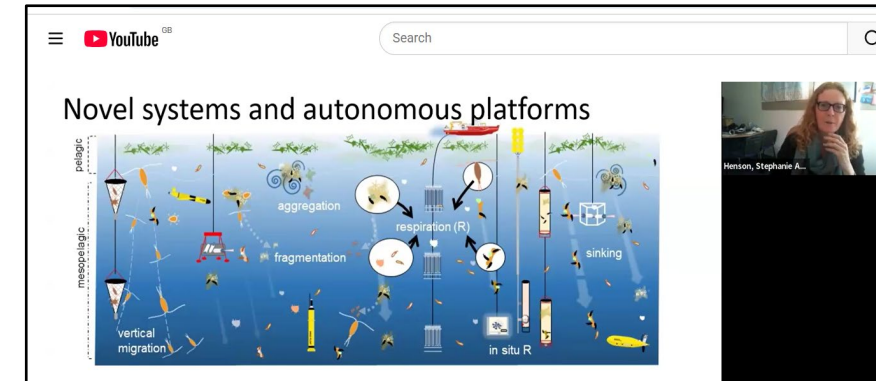 YouTube GB
Search
Novel systems and autonomous platforms
Henson, Stephanie A...
pelagic
mesopelagic
aggregation
respiration (R)
fragmentation
sinking
vertical
migration
in situ R